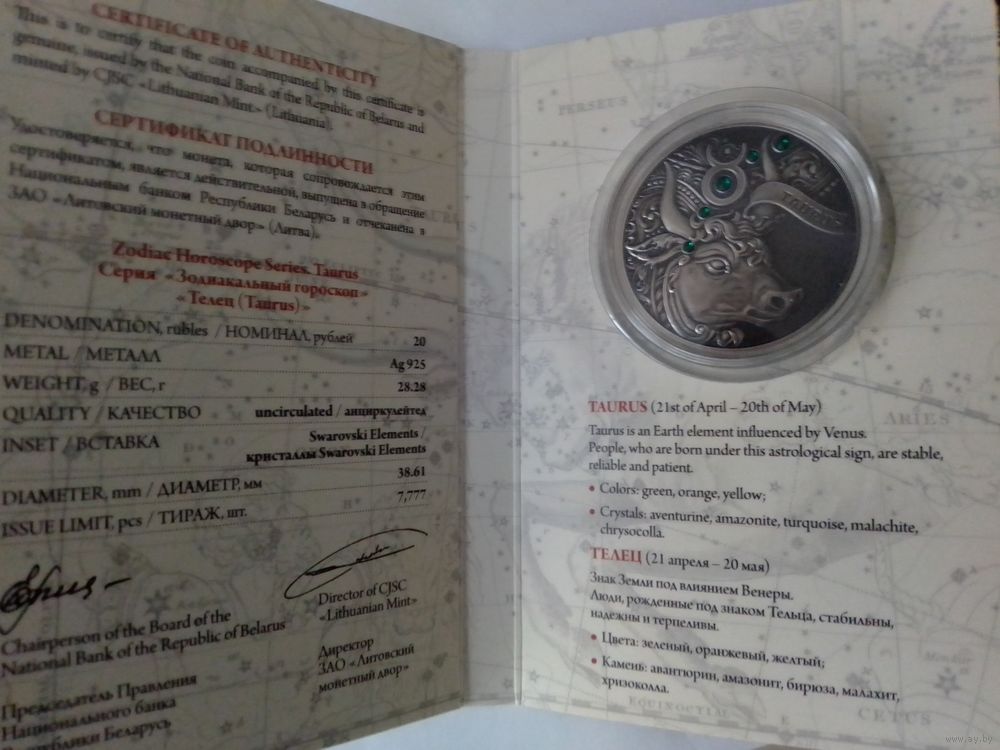 CERTIFICATE OF AUTHENTICITY
This is to certify that the coin accompanied by this certificate is
genuine, issued by the National Bank of the Republic of Belarus and
minted by CJSC «Lithuanian Mint» (Lithuania).
СЕРТИФИКАТ ПОДЛИННОСТИ
Удостоверяется, что монета, которая сопровождается этим
сертификатом, является действительной, выпущена в обращение
Национальным банком Республики Беларусь и отчеканена в
ЗАО «Литовский монетный двор» (Литва).
Zodiac Horoscope Series. Taurus
Серия «Зодиакальный гороскоп»
«Телец (Taurus)»
DENOMINATION, rubles / НОМИНАЛ, рублей 20
METAL / МЕТАЛЛ Ag 925
WEIGHT, g / ВЕС, г 28.28
QUALITY / КАЧЕСТВО uncirculated / анциркулейтед
INSET / ВСТАВКА Swarovski Elements /
кристаллы Swarovski Elements
DIAMETER, mm / ДИАМЕТР, мм 38.61
ISSUE LIMIT, pcs / ТИРАЖ, шт. 7,777
Chairperson of the Board of the
National Bank of the Republic of Belarus
Председатель Правления
Национального банка
Республики Беларусь
Director of CJSC
«Lithuanian Mint»
Директор
ЗАО «Литовский
монетный двор»
PERSEUS
Taurus
ARIES
TAURUS (21st of April – 20th of May)
Taurus is an Earth element influenced by Venus.
People, who are born under this astrological sign, are stable,
reliable and patient.
• Colors: green, orange, yellow;
• Crystals: aventurine, amazonite, turquoise, malachite,
chrysocolla.
ТЕЛЕЦ (21 апреля – 20 мая)
Знак Земли под влиянием Венеры.
Люди, рожденные под знаком Тельца, стабильны,
надежны и терпеливы.
• Цвета: зеленый, оранжевый, желтый;
• Камень: авантюрин, амазонит, бирюза, малахит,
хризоколла.
EQUINOCTIAL
CETUS
www.ay.by